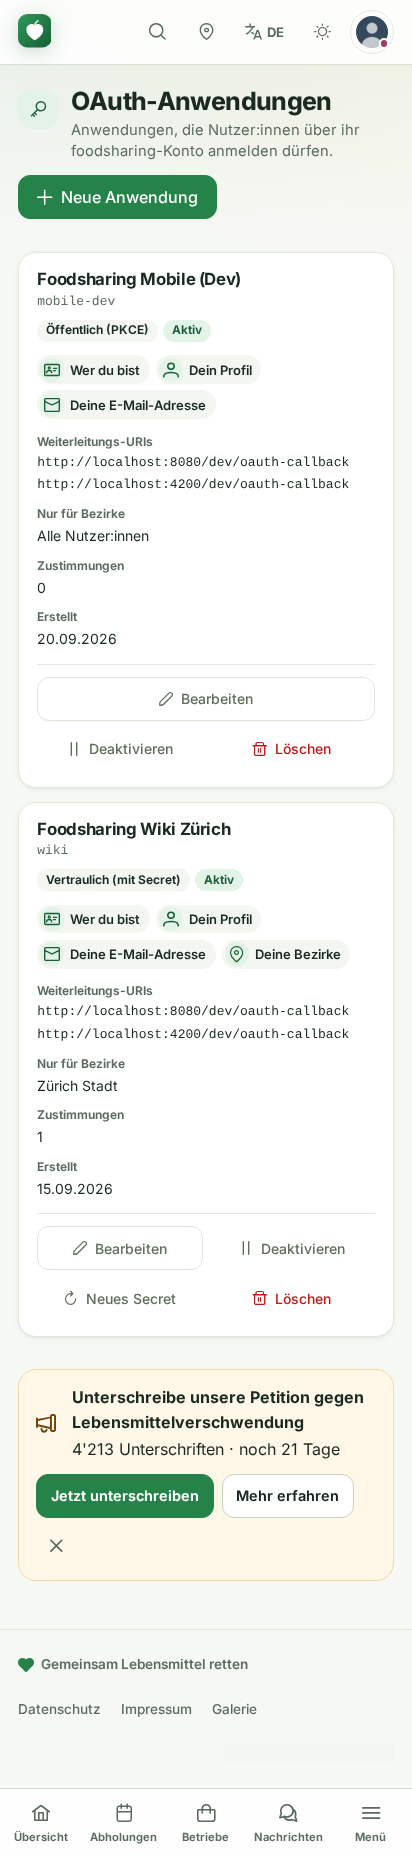 DE
OAuth-Anwendungen
Anwendungen, die Nutzer:innen über ihr
foodsharing-Konto anmelden dürfen.
Neue Anwendung
Foodsharing Mobile (Dev)
mobile-dev
Öffentlich (PKCE) Aktiv
Wer du bist Dein Profil
Deine E-Mail-Adresse
Weiterleitungs-URIs
http://localhost:8080/dev/oauth-callback
http://localhost:4200/dev/oauth-callback
Nur für Bezirke
Alle Nutzer:innen
Zustimmungen
0
Erstellt
20.09.2026
Bearbeiten
Deaktivieren Löschen
Foodsharing Wiki Zürich
wiki
Vertraulich (mit Secret) Aktiv
Wer du bist Dein Profil
Deine E-Mail-Adresse Deine Bezirke
Weiterleitungs-URIs
http://localhost:8080/dev/oauth-callback
http://localhost:4200/dev/oauth-callback
Nur für Bezirke
Zürich Stadt
Zustimmungen
1
Erstellt
15.09.2026
Bearbeiten Deaktivieren
Neues Secret Löschen
Unterschreibe unsere Petition gegen
Lebensmittelverschwendung
4'213 Unterschriften · noch 21 Tage
Jetzt unterschreiben Mehr erfahren
Gemeinsam Lebensmittel retten
Datenschutz Impressum Galerie
Übersicht Abholungen Betriebe Nachrichten Menü